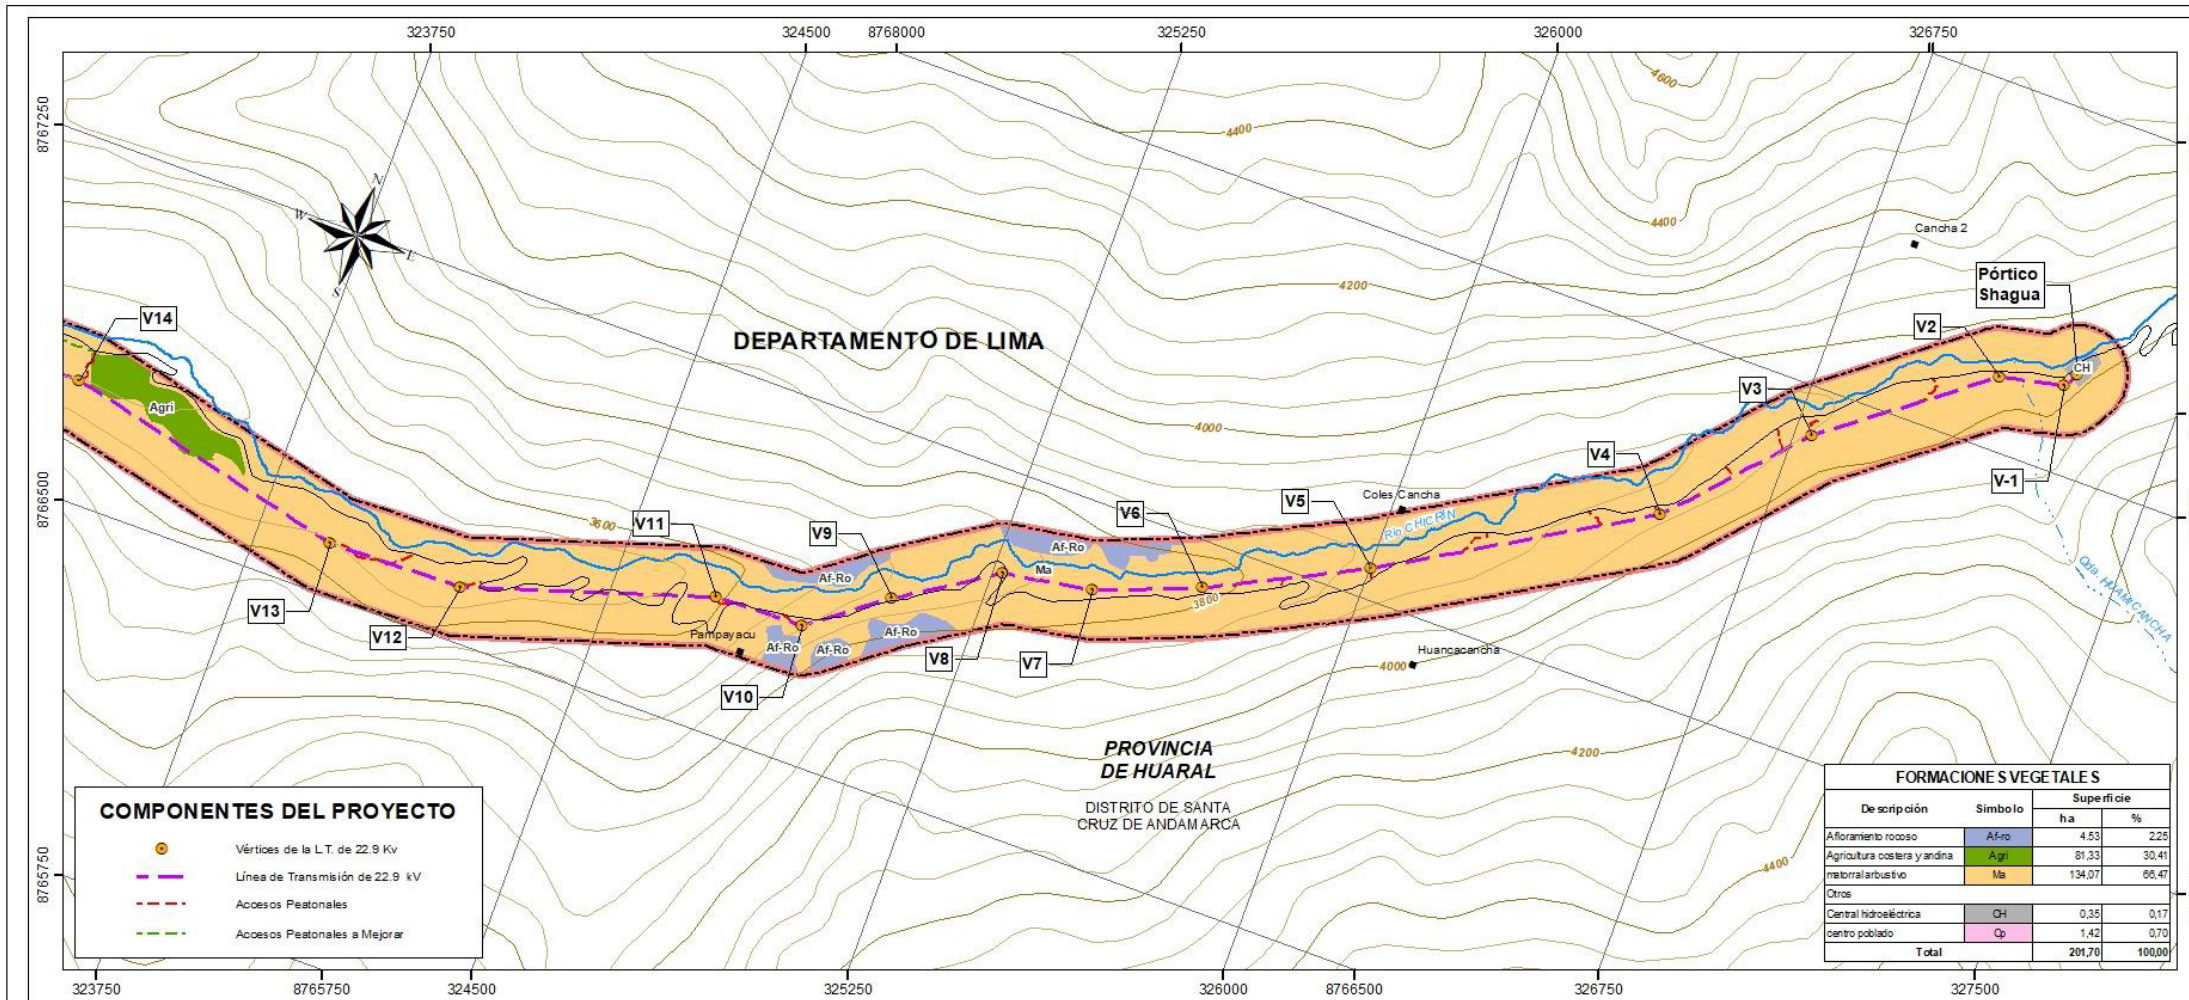 323750
324500
8768000
325250
326000
326750
8767250
8766500
8765750
N
W
E
S
4600
4400
4400
4200
4000
Cancha 2
Pórtico
Shagua
V14
DEPARTAMENTO DE LIMA
V2
CH
V3
Agri
V4
V-1
Coles Cancha
V5
Río CHICRIN
V6
3600
V11
V9
Af-Ro
Af-Ro
Ma
Qda. HUAMICANCHA
V13
V12
3800
Pampayacu
Af-Ro
Af-Ro
Af-Ro
V8
V7
Huancacancha
4000
V10
PROVINCIA
DE HUARAL
4200
DISTRITO DE SANTA
CRUZ DE ANDAMARCA
4400
COMPONENTES DEL PROYECTO
Vértices de la L.T. de 22.9 Kv
Línea de Transmisión de 22.9 kV
Accesos Peatonales
Accesos Peatonales a Mejorar
FORMACIONES VEGETALES
Descripción Simbolo Superficie
ha %
Afloramiento rocoso Af-ro 4.53 2.25
Agricultura costera y andina Agri 81,33 30,41
matorral arbustivo Ma 134,07 66,47
Otros
Central hidroeléctrica CH 0,35 0,17
centro poblado Cp 1,42 0,70
Total 201,70 100,00
323750
8765750
324500
325250
326000
8766500
326750
327500